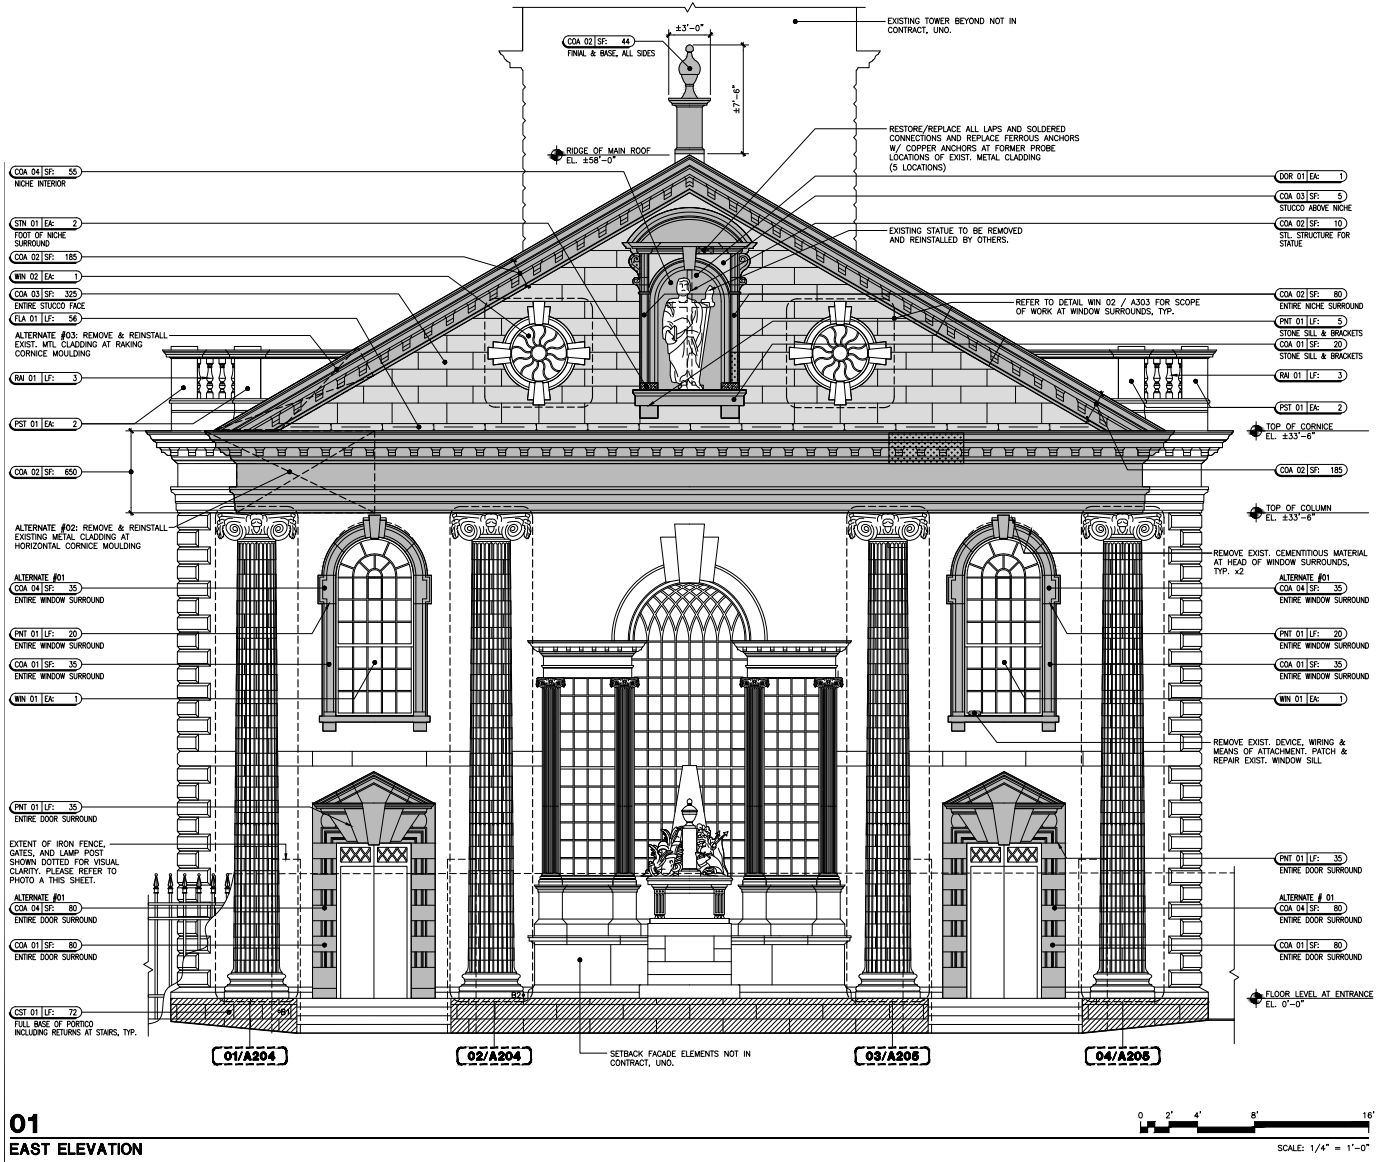 EXISTING TOWER BEYOND NOT IN
CONTRACT, UNO.
±3'-0"
COA 02 SF: 44
FINIAL & BASE, ALL SIDES
±7'-6"
RIDGE OF MAIN ROOF
EL. ±58'-0"
RESTORE/REPLACE ALL LAPS AND SOLDERED
CONNECTIONS AND REPLACE FERROUS ANCHORS
W/ COPPER ANCHORS AT FORMER PROBE
LOCATIONS OF EXIST. METAL CLADDING
(5 LOCATIONS)
COA 04 SF: 55
NICHE INTERIOR
STN 01 EA: 2
FOOT OF NICHE
SURROUND
COA 02 SF: 185
WIN 02 EA: 1
COA 03 SF: 325
ENTIRE STUCCO FACE
FLA 01 LF: 56
ALTERNATE #03: REMOVE & REINSTALL
EXIST. MTL CLADDING AT RAKING
CORNICE MOULDING
RAI 01 LF: 3
PST 01 EA: 2
COA 02 SF: 650
ALTERNATE #02: REMOVE & REINSTALL
EXISTING METAL CLADDING AT
HORIZONTAL CORNICE MOULDING
ALTERNATE #01
COA 04 SF: 35
ENTIRE WINDOW SURROUND
PNT 01 LF: 20
ENTIRE WINDOW SURROUND
COA 01 SF: 35
ENTIRE WINDOW SURROUND
WIN 01 EA: 1
PNT 01 LF: 35
ENTIRE DOOR SURROUND
EXTENT OF IRON FENCE,
GATES, AND LAMP POST
SHOWN DOTTED FOR VISUAL
CLARITY. PLEASE REFER TO
PHOTO A THIS SHEET.
ALTERNATE #01
COA 04 SF: 80
ENTIRE DOOR SURROUND
COA 01 SF: 80
ENTIRE DOOR SURROUND
CST 01 LF: 72
FULL BASE OF PORTICO
INCLUDING RETURNS AT STAIRS, TYP.
DOR 01 EA: 1
COA 03 SF: 5
STUCCO ABOVE NICHE
COA 02 SF: 10
STL. STRUCTURE FOR
STATUE
EXISTING STATUE TO BE REMOVED
AND REINSTALLED BY OTHERS.
COA 02 SF: 80
ENTIRE NICHE SURROUND
REFER TO DETAIL WIN 02 / A303 FOR SCOPE
OF WORK AT WINDOW SURROUNDS, TYP.
PNT 01 LF: 5
STONE SILL & BRACKETS
COA 01 SF: 20
STONE SILL & BRACKETS
RAI 01 LF: 3
PST 01 EA: 2
TOP OF CORNICE
EL. ±33'-6"
COA 02 SF: 185
TOP OF COLUMN
EL. ±33'-6"
REMOVE EXIST. CEMENTITIOUS MATERIAL
AT HEAD OF WINDOW SURROUNDS,
TYP. x2
ALTERNATE #01
COA 04 SF: 35
ENTIRE WINDOW SURROUND
PNT 01 LF: 20
ENTIRE WINDOW SURROUND
COA 01 SF: 35
ENTIRE WINDOW SURROUND
WIN 01 EA: 1
REMOVE EXIST. DEVICE, WIRING &
MEANS OF ATTACHMENT. PATCH &
REPAIR EXIST. WINDOW SILL
PNT 01 LF: 35
ENTIRE DOOR SURROUND
ALTERNATE # 01
COA 04 SF: 80
ENTIRE DOOR SURROUND
COA 01 SF: 80
ENTIRE DOOR SURROUND
FLOOR LEVEL AT ENTRANCE
EL. 0'-0"
01/A204
02/A204
03/A205
04/A205
SETBACK FACADE ELEMENTS NOT IN
CONTRACT, UNO.
01
EAST ELEVATION
0 2' 4' 8' 16'
SCALE: 1/4" = 1'-0"